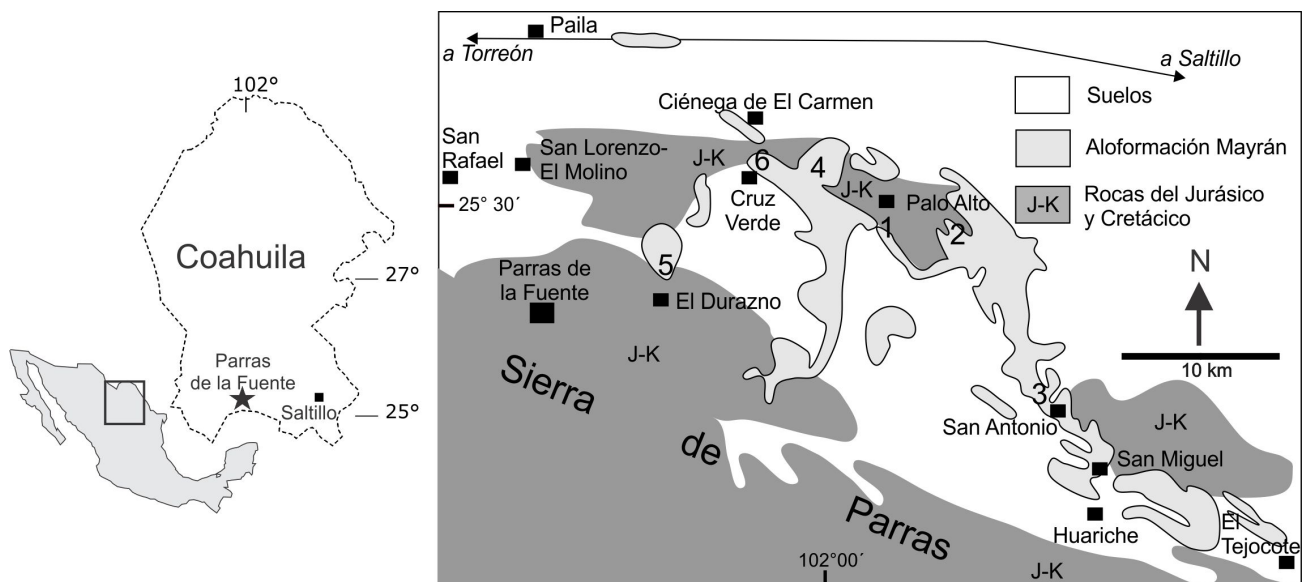 102°
Coahuila
27°
Parras
de la Fuente
Saltillo
25°
Paila
a Torreón
a Saltillo
Ciénega de El Carmen
San
Rafael
San Lorenzo-
El Molino
J-K
6
4
Cruz
Verde
J-K
Palo Alto
1
2
25° 30´
5
Parras de
la Fuente
El Durazno
J-K
Sierra
de
Parras
3
San Antonio
J-K
San Miguel
Huariche
El
Tejocote
102°00´
J-K
Suelos
Aloformación Mayrán
J-K
Rocas del Jurásico
y Cretácico
N
10 km